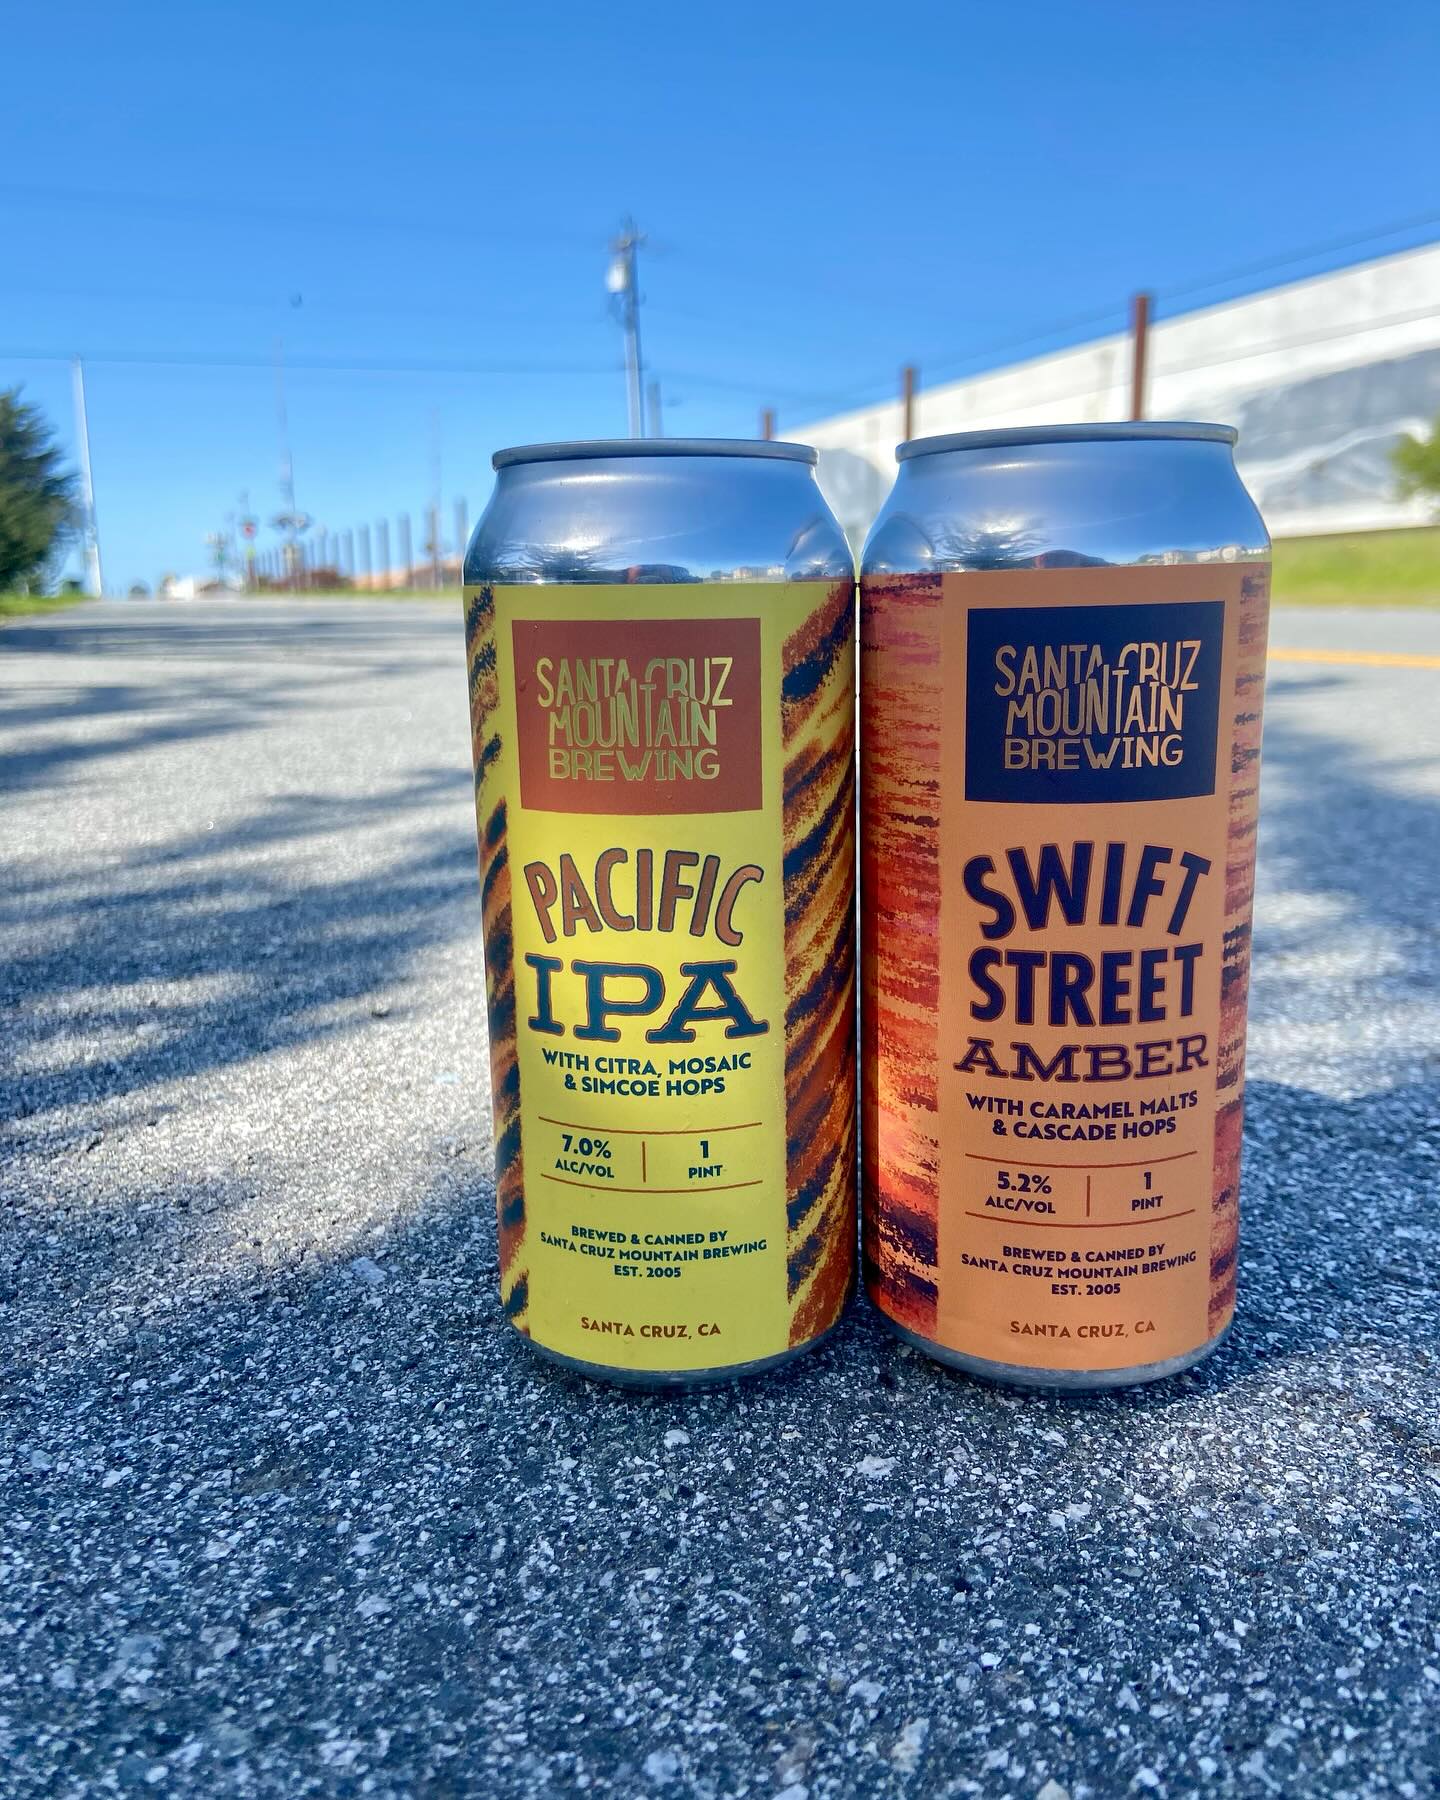 SANTA CRUZ
MOUNTAIN
BREWING
PACIFIC
IPA
WITH CITRA, MOSAIC
& SIMCOE HOPS
7.0%
ALC/VOL
1
PINT
BREWED & CANNED BY
SANTA CRUZ MOUNTAIN BREWING
EST. 2005
SANTA CRUZ, CA
SANTA CRUZ
MOUNTAIN
BREWING
SWIFT
STREET
AMBER
WITH CARAMEL MALTS
& CASCADE HOPS
5.2%
ALC/VOL
1
PINT
BREWED & CANNED BY
SANTA CRUZ MOUNTAIN BREWING
EST. 2005
SANTA CRUZ, CA